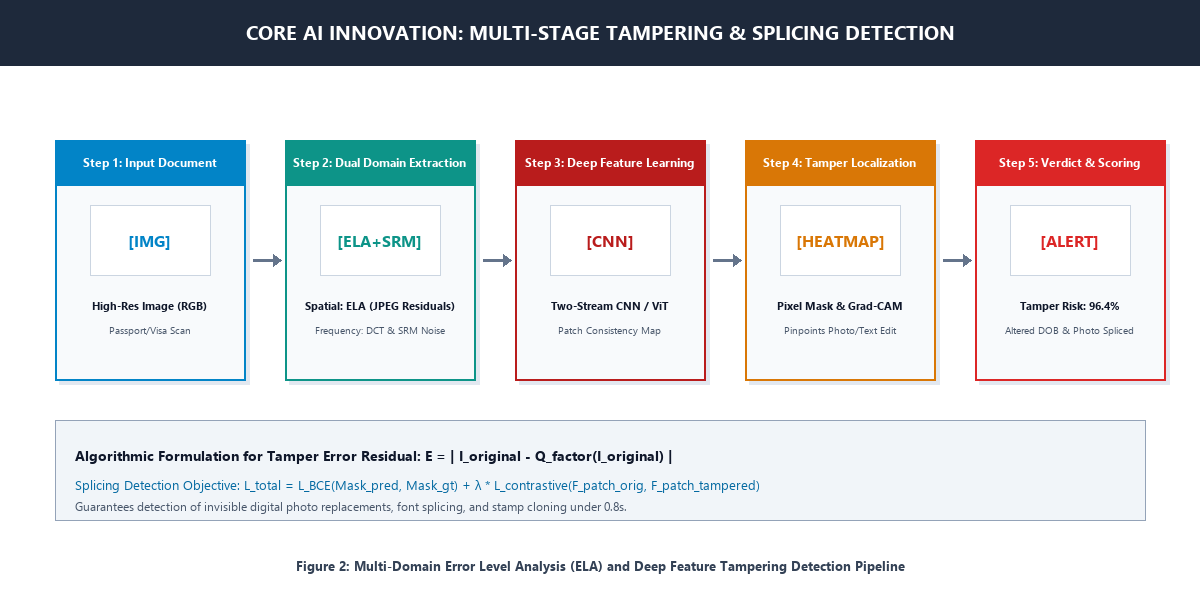 CORE AI INNOVATION: MULTI-STAGE TAMPERING & SPLICING DETECTION
Step 1: Input Document
[IMG]
High-Res Image (RGB)
Passport/Visa Scan
Step 2: Dual Domain Extraction
[ELA+SRM]
Spatial: ELA (JPEG Residuals)
Frequency: DCT & SRM Noise
Step 3: Deep Feature Learning
[CNN]
Two-Stream CNN / ViT
Patch Consistency Map
Step 4: Tamper Localization
[HEATMAP]
Pixel Mask & Grad-CAM
Pinpoints Photo/Text Edit
Step 5: Verdict & Scoring
[ALERT]
Tamper Risk: 96.4%
Altered DOB & Photo Spliced
Algorithmic Formulation for Tamper Error Residual: E = | I_original - Q_factor(I_original) |
Splicing Detection Objective: L_total = L_BCE(Mask_pred, Mask_gt) + λ * L_contrastive(F_patch_orig, F_patch_tampered)
Guarantees detection of invisible digital photo replacements, font splicing, and stamp cloning under 0.8s.
Figure 2: Multi-Domain Error Level Analysis (ELA) and Deep Feature Tampering Detection Pipeline